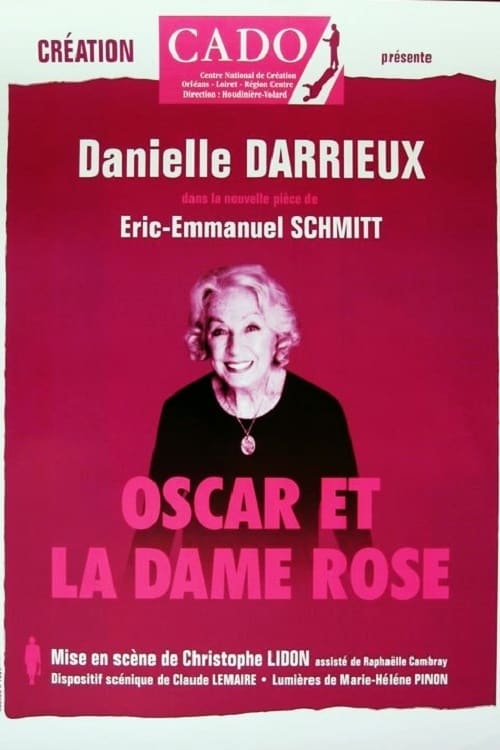 CRÉATION
CADO
présente
Centre National de Création
Orléans - Loiret - Région Centre
Direction : Houdinière-Volard
Danielle DARRIEUX
dans la nouvelle pièce de
Eric-Emmanuel SCHMITT
OSCAR ET
LA DAME ROSE
Mise en scène de Christophe LIDON assisté de Raphaëlle Cambray
Dispositif scénique de Claude LEMAIRE • Lumières de Marie-Héléne PINON